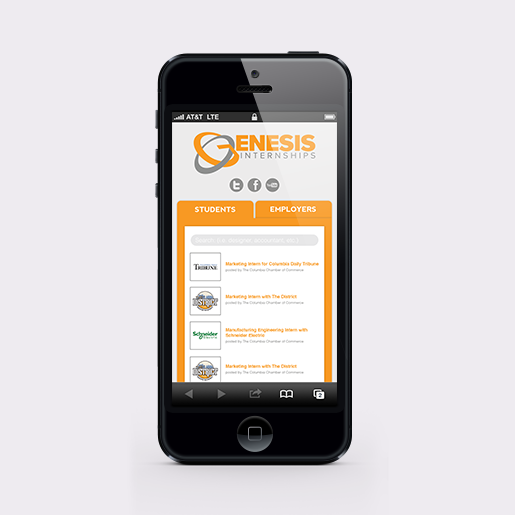 AT&T LTE
GENESIS
INTERNSHIPS
STUDENTS
EMPLOYERS
Search (i.e. designer, accountant, etc.)
TRIBUNE
Marketing Intern for Columbia Daily Tribune
posted by The Columbia Chamber of Commerce
DISTRICT
Marketing Intern with The District
posted by The Columbia Chamber of Commerce
Schneider
Electric
Manufacturing Engineering Intern with
Schneider Electric
posted by The Columbia Chamber of Commerce
DISTRICT
Marketing Intern with The District
posted by The Columbia Chamber of Commerce
2